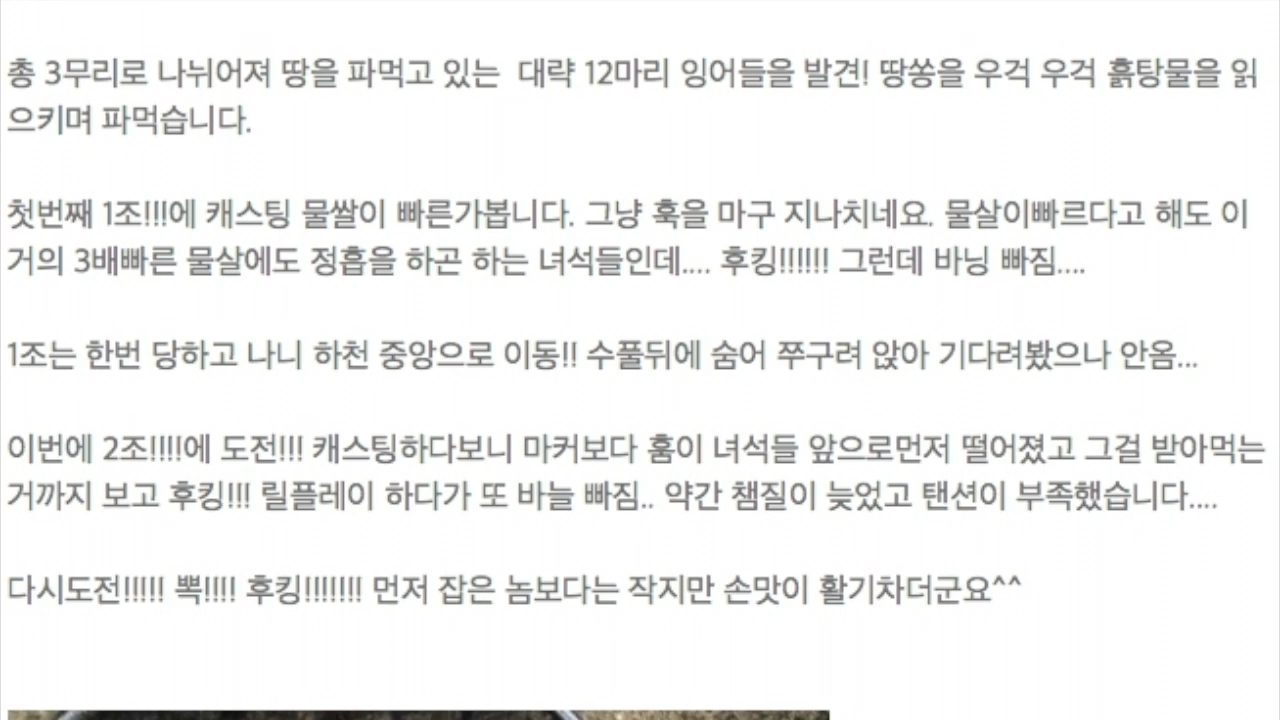 총 3무리로 나뉘어져 땅을 파먹고 있는 대략 12마리 잉어들을 발견! 땅쏭을 우걱 우걱 흙탕물을 읽
으키며 파먹습니다.
첫번째 1조!!!에 캐스팅 물쌀이 빠른가봅니다. 그냥 훅을 마구 지나치네요. 물살이빠르다고 해도 이
거의 3배빠른 물살에도 정흡을 하곤 하는 녀석들인데.... 후킹!!!!!! 그런데 바닝 빠짐....
1조는 한번 당하고 나니 하천 중앙으로 이동!! 수풀뒤에 숨어 쭈구려 앉아 기다려봤으나 안옴...
이번에 2조!!!!에 도전!!! 캐스팅하다보니 마커보다 훔이 녀석들 앞으로먼저 떨어졌고 그걸 받아먹는
거까지 보고 후킹!!! 릴플레이 하다가 또 바늘 빠짐.. 약간 챔질이 늦었고 탠션이 부족했습니다....
다시도전!!!!! 뽁!!!! 후킹!!!!!!! 먼저 잡은 놈보다는 작지만 손맛이 활기차더군요^^